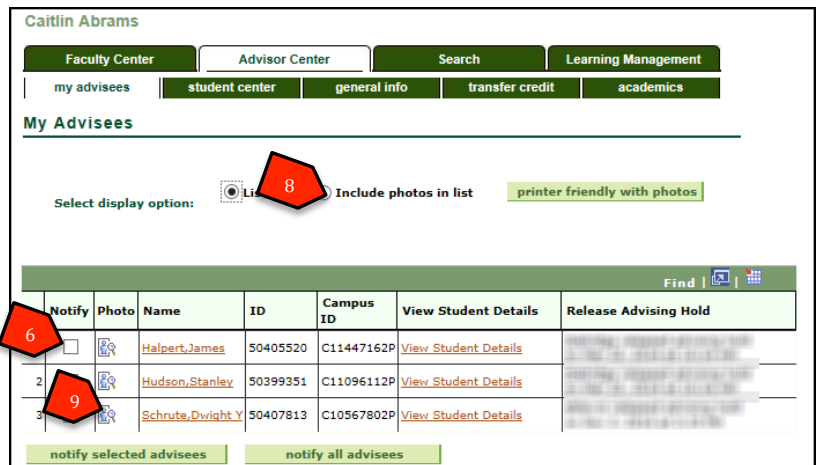 Caitlin Abrams
Faculty Center Advisor Center Search Learning Management
my advisees student center general info transfer credit academics
My Advisees
8
Select display option: Include photos in list printer friendly with photos
Find | |
Notify Photo Name ID Campus ID View Student Details Release Advising Hold
6 Halpert,James 50405520 C11447162P View Student Details
2 Hudson,Stanley 50399351 C11096112P View Student Details
9
3 Schrute,Dwight Y 50407813 C10567802P View Student Details
notify selected advisees notify all advisees